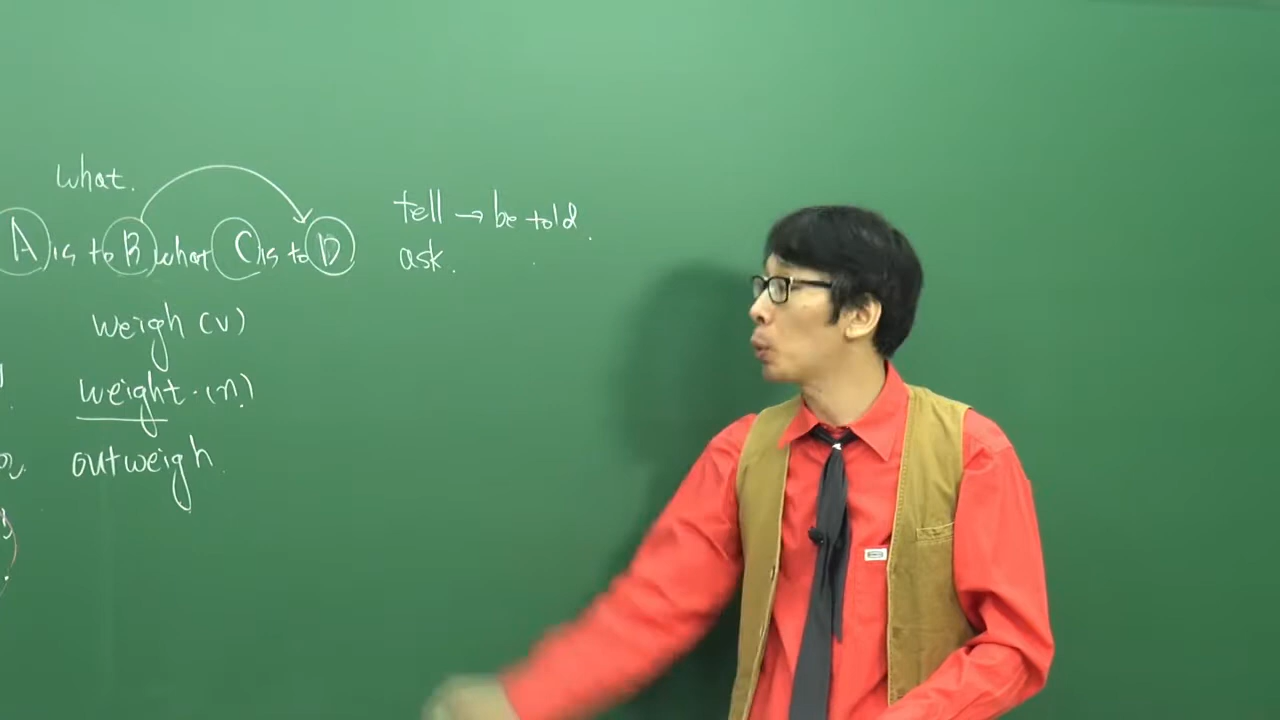 what.
A is to B what C is to D
tell → be told.
ask.
weigh (v)
weight. (n)
outweigh.